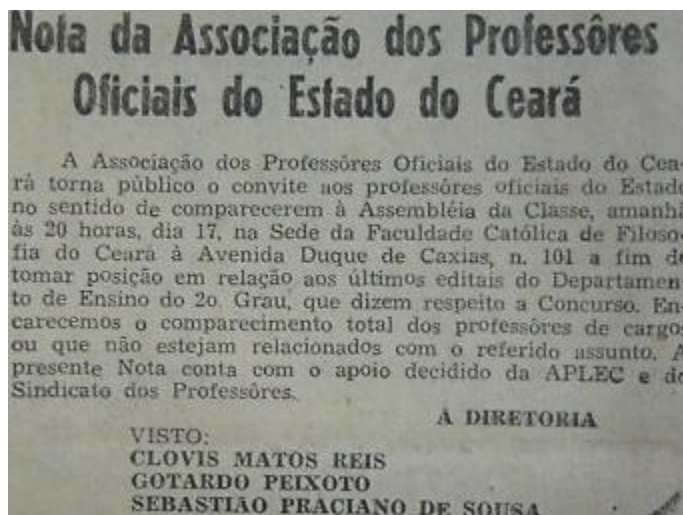 Nota da Associação dos Professôres
Oficiais do Estado do Ceará
A Associação dos Professôres Oficiais do Estado do Cea-
rá torna público o convite aos professôres oficiais do Estado
no sentido de comparecerem à Assembléia da Classe, amanhã
às 20 horas, dia 17, na Sede da Faculdade Católica de Filoso-
fia do Ceará à Avenida Duque de Caxias, n. 101 a fim de
tomar posição em relação aos últimos editais do Departamen
to de Ensino do 2o. Grau, que dizem respeito a Concurso. En-
carecemos o comparecimento total dos professôres de cargos
ou que não estejam relacionados com o referido assunto. A
presente Nota conta com o apoio decidido da APLEC e do
Sindicato dos Professôres.
A DIRETORIA
VISTO:
CLOVIS MATOS REIS
GOTARDO PEIXOTO
SEBASTIÃO PRACIANO DE SOUSA